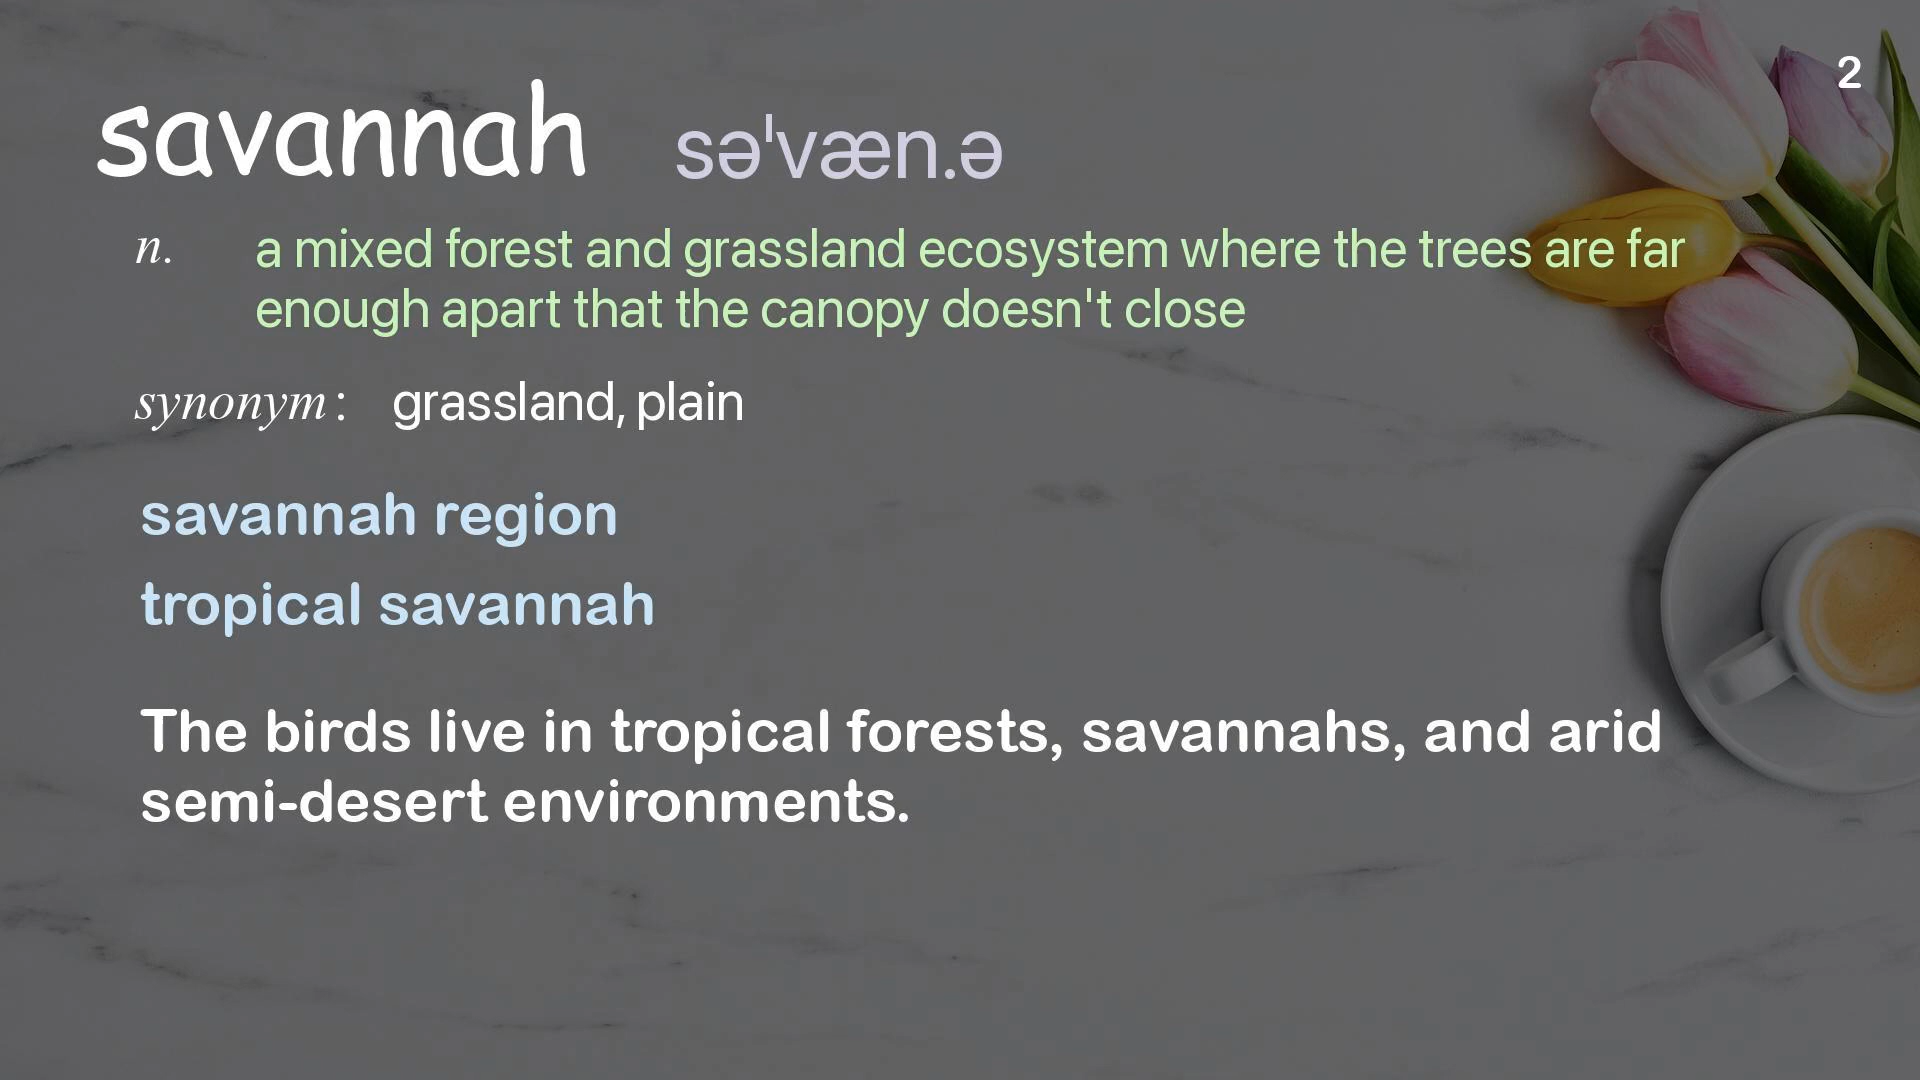 2
savannah səˈvæn.ə
n. a mixed forest and grassland ecosystem where the trees are far
enough apart that the canopy doesn't close
synonym: grassland, plain
savannah region
tropical savannah
The birds live in tropical forests, savannahs, and arid
semi-desert environments.